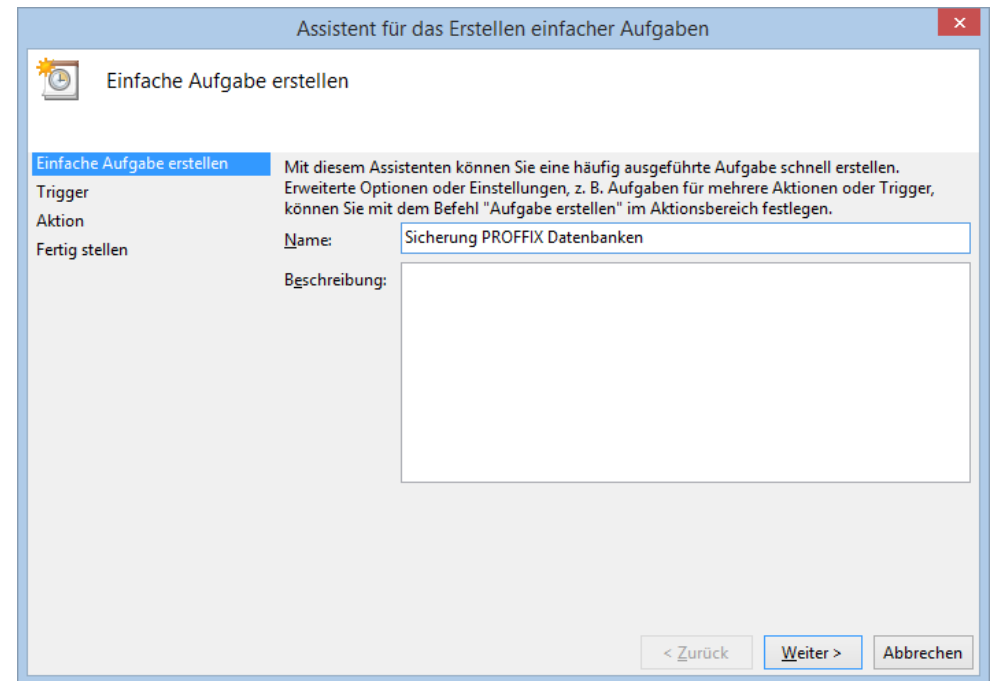 Assistent für das Erstellen einfacher Aufgaben
Einfache Aufgabe erstellen
Einfache Aufgabe erstellen
Trigger
Aktion
Fertig stellen
Mit diesem Assistenten können Sie eine häufig ausgeführte Aufgabe schnell erstellen.
Erweiterte Optionen oder Einstellungen, z. B. Aufgaben für mehrere Aktionen oder Trigger,
können Sie mit dem Befehl "Aufgabe erstellen" im Aktionsbereich festlegen.
Name: Sicherung PROFFIX Datenbanken
Beschreibung:
< Zurück Weiter > Abbrechen